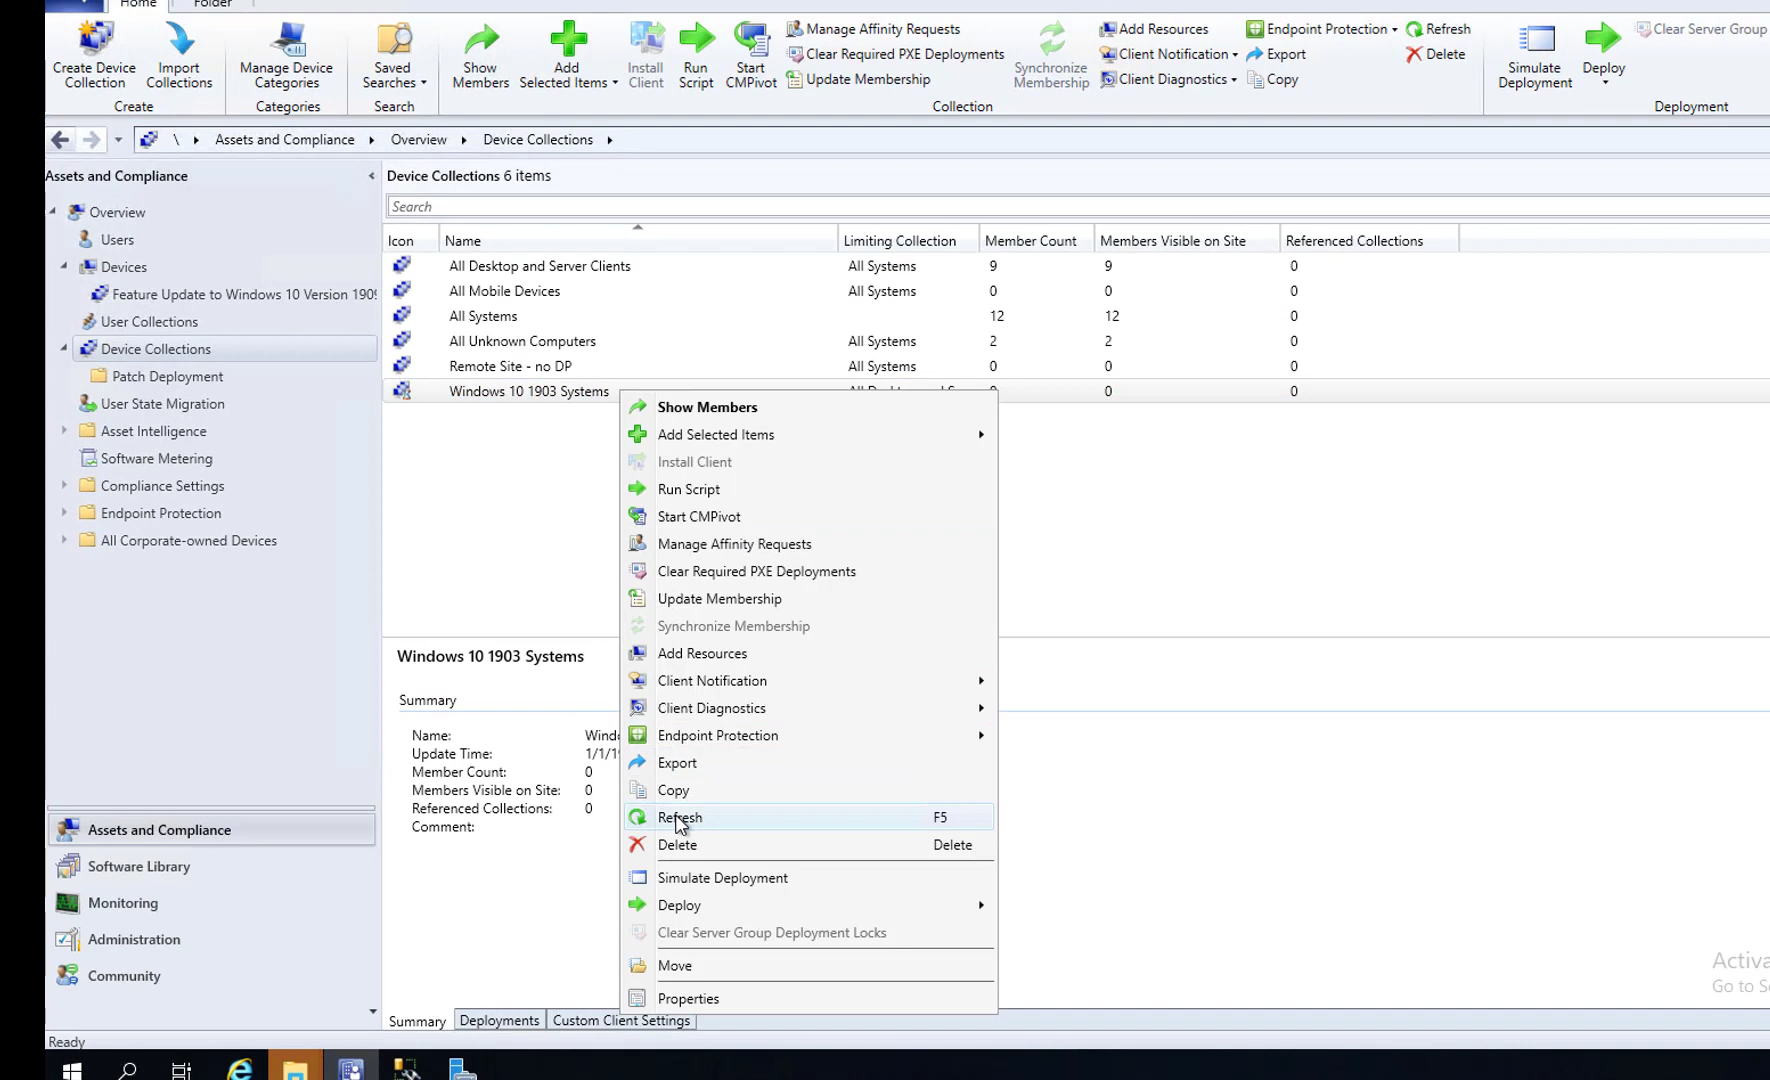 Home
Folder
Create Device
Collection
Import
Collections
Create
Manage Device
Categories
Categories
Saved
Searches
Search
Show
Members
Add
Selected Items
Install
Client
Run
Script
Start
CMPivot
Manage Affinity Requests
Clear Required PXE Deployments
Update Membership
Synchronize
Membership
Add Resources
Client Notification
Client Diagnostics
Endpoint Protection
Export
Copy
Refresh
Delete
Collection
Simulate
Deployment
Deploy
Clear Server Group
Deployment
\ Assets and Compliance Overview Device Collections
Assets and Compliance
Overview
Users
Devices
Feature Update to Windows 10 Version 1909
User Collections
Device Collections
Patch Deployment
User State Migration
Asset Intelligence
Software Metering
Compliance Settings
Endpoint Protection
All Corporate-owned Devices
Assets and Compliance
Software Library
Monitoring
Administration
Community
Device Collections 6 items
Search
Icon Name Limiting Collection Member Count Members Visible on Site Referenced Collections
All Desktop and Server Clients All Systems 9 9 0
All Mobile Devices All Systems 0 0 0
All Systems 12 12 0
All Unknown Computers All Systems 2 2 0
Remote Site - no DP All Systems 0 0 0
Windows 10 1903 Systems 0 0
Show Members
Add Selected Items
Install Client
Run Script
Start CMPivot
Manage Affinity Requests
Clear Required PXE Deployments
Update Membership
Synchronize Membership
Add Resources
Client Notification
Client Diagnostics
Endpoint Protection
Export
Copy
Refresh F5
Delete Delete
Simulate Deployment
Deploy
Clear Server Group Deployment Locks
Move
Properties
Windows 10 1903 Systems
Summary
Name: Windo
Update Time: 1/1/19
Member Count: 0
Members Visible on Site: 0
Referenced Collections: 0
Comment:
Activa
Go to S
Summary Deployments Custom Client Settings
Ready